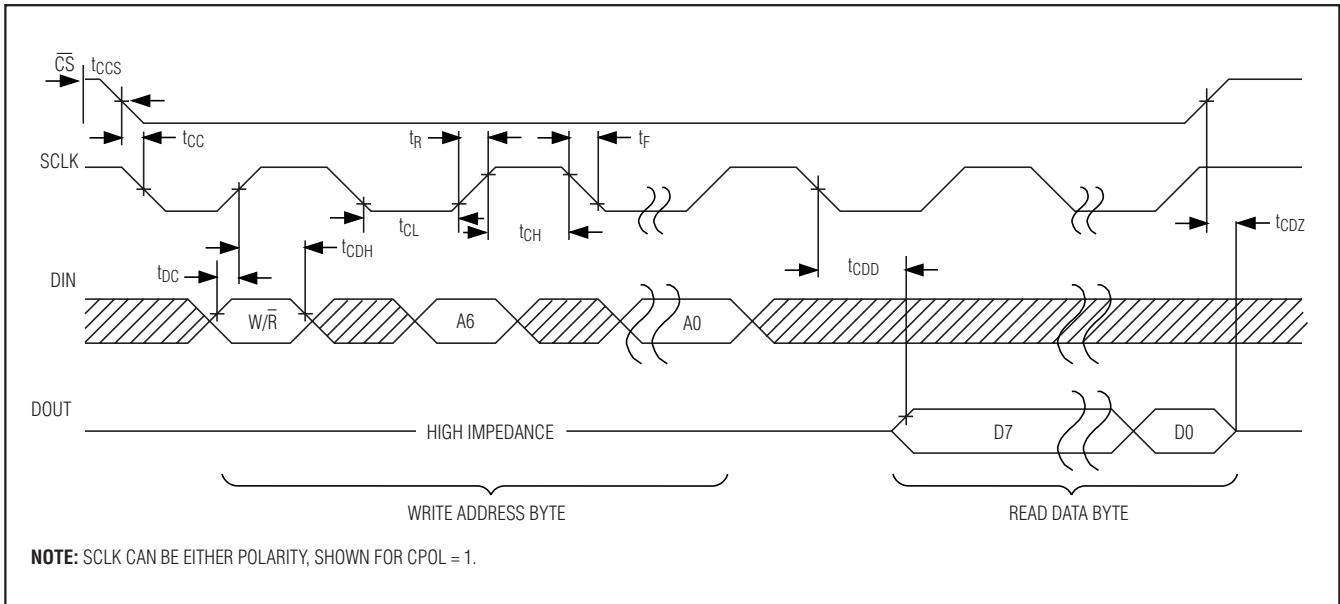 CS tCCS
tCC
tR
tF
SCLK
tCL
tCH
tCDZ
tCDH
tDC
tCDD
DIN
W/R A6 A0
DOUT
HIGH IMPEDANCE
D7 D0
WRITE ADDRESS BYTE READ DATA BYTE
NOTE: SCLK CAN BE EITHER POLARITY, SHOWN FOR CPOL = 1.